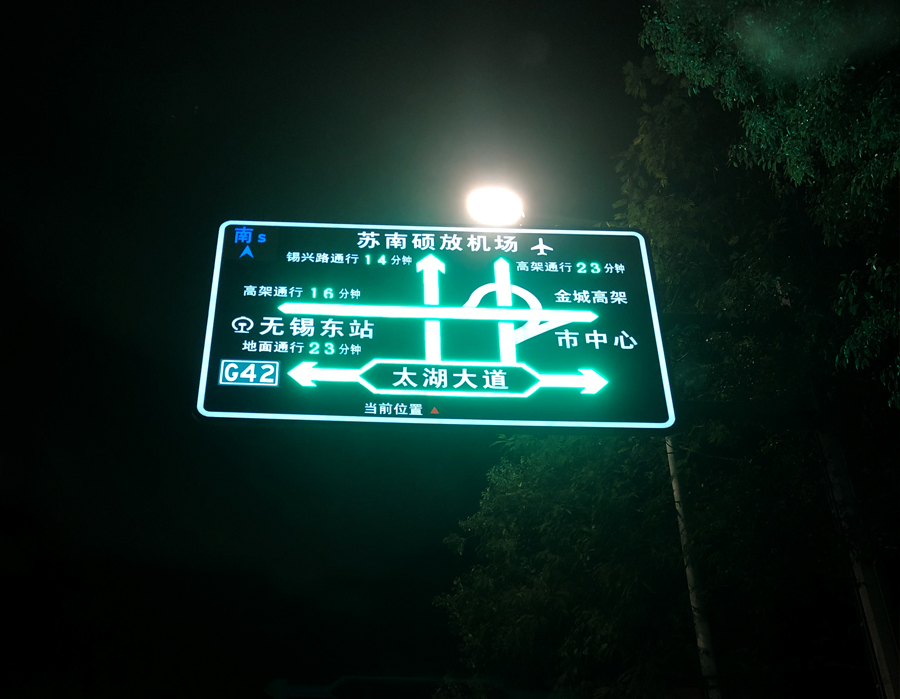 南 S
苏南硕放机场
锡兴路通行 14 分钟
高架通行 23 分钟
高架通行 16 分钟
金城高架
无锡东站
市中心
地面通行 23 分钟
G42
太湖大道
当前位置